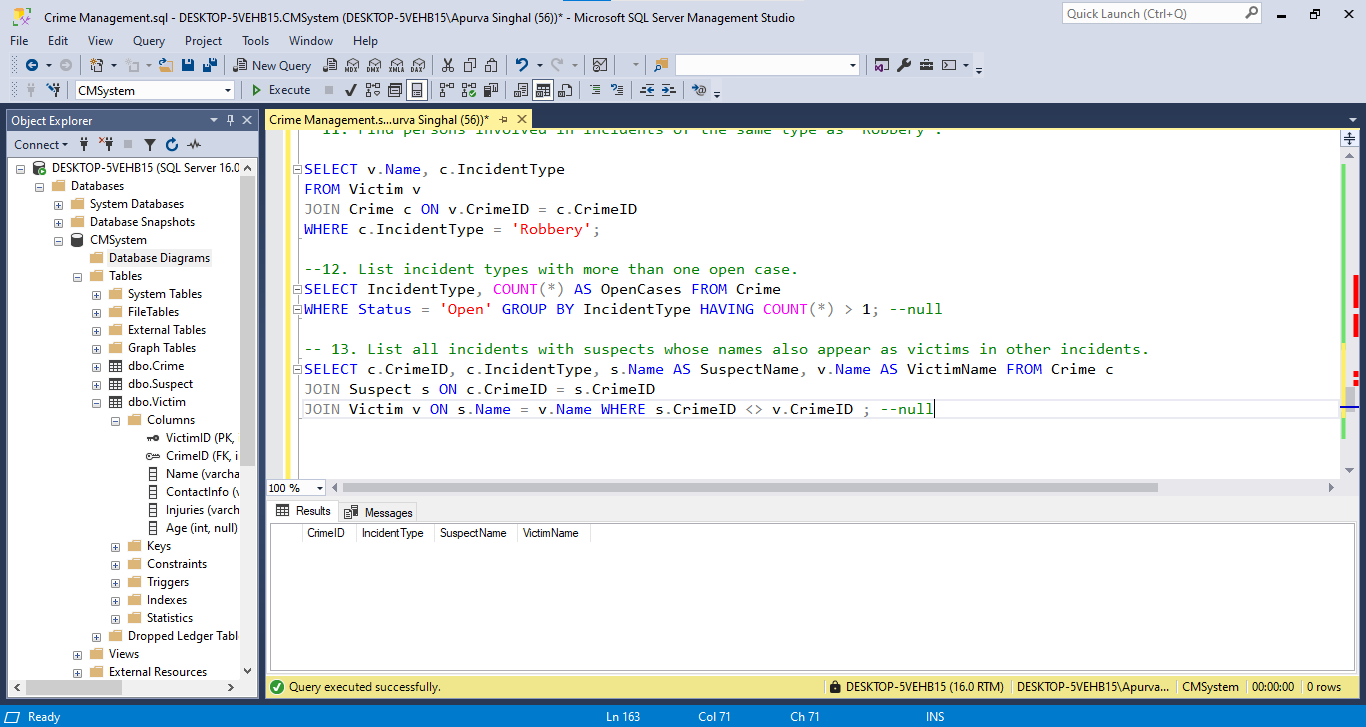 Crime Management.sql - DESKTOP-5VEHB15.CMSystem (DESKTOP-5VEHB15\Apurva Singhal (56))* - Microsoft SQL Server Management Studio
Quick Launch (Ctrl+Q)
File Edit View Query Project Tools Window Help
New Query MDX DMX XMLA DAX
CMSystem Execute
Object Explorer
Connect
DESKTOP-5VEHB15 (SQL Server 16.0
Databases
System Databases
Database Snapshots
CMSystem
Database Diagrams
Tables
System Tables
FileTables
External Tables
Graph Tables
dbo.Crime
dbo.Suspect
dbo.Victim
Columns
VictimID (PK,
CrimeID (FK, i
Name (varcha
ContactInfo (v
Injuries (varch
Age (int, null)
Keys
Constraints
Triggers
Indexes
Statistics
Dropped Ledger Tabl
Views
External Resources
Crime Management.s...urva Singhal (56))*
11. Find persons involved in incidents of the same type as "Robbery".
SELECT v.Name, c.IncidentType
FROM Victim v
JOIN Crime c ON v.CrimeID = c.CrimeID
WHERE c.IncidentType = 'Robbery';
--12. List incident types with more than one open case.
SELECT IncidentType, COUNT(*) AS OpenCases FROM Crime
WHERE Status = 'Open' GROUP BY IncidentType HAVING COUNT(*) > 1; --null
-- 13. List all incidents with suspects whose names also appear as victims in other incidents.
SELECT c.CrimeID, c.IncidentType, s.Name AS SuspectName, v.Name AS VictimName FROM Crime c
JOIN Suspect s ON c.CrimeID = s.CrimeID
JOIN Victim v ON s.Name = v.Name WHERE s.CrimeID <> v.CrimeID ; --null
100 %
Results Messages
CrimeID IncidentType SuspectName VictimName
Query executed successfully.
DESKTOP-5VEHB15 (16.0 RTM) DESKTOP-5VEHB15\Apurva... CMSystem 00:00:00 0 rows
Ready Ln 163 Col 71 Ch 71 INS